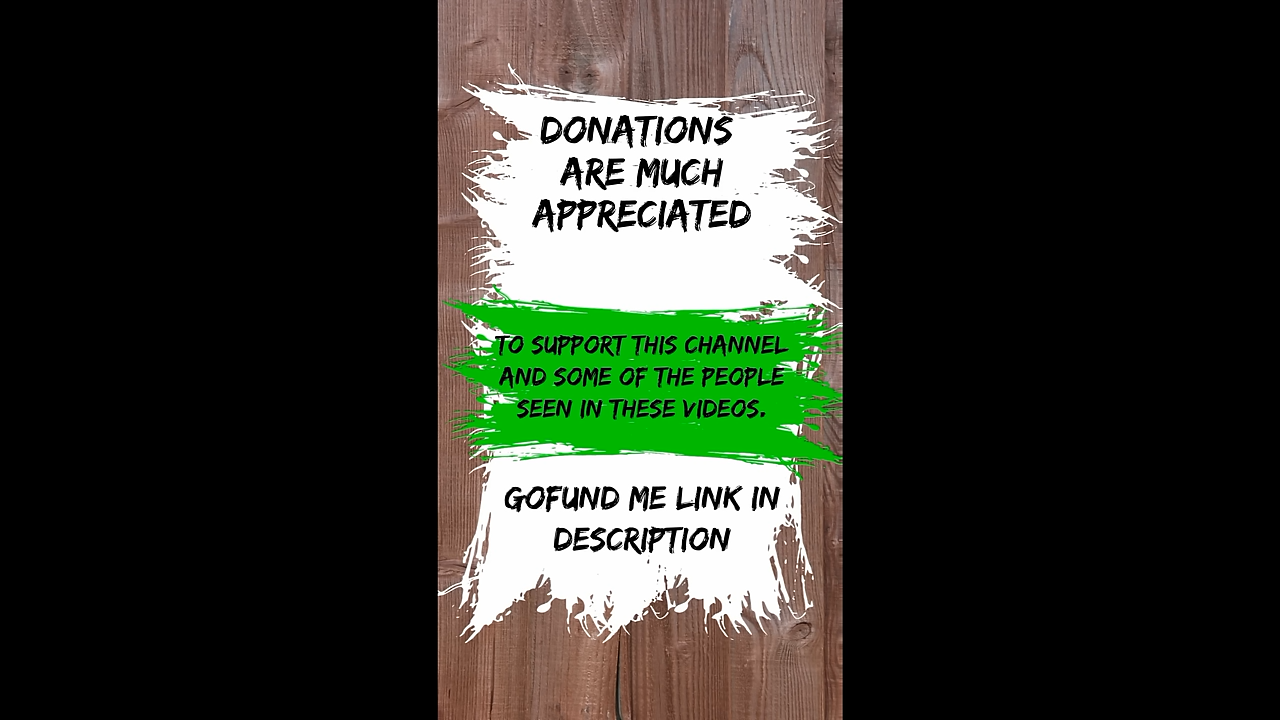 DONATIONS
ARE MUCH
APPRECIATED
TO SUPPORT THIS CHANNEL
AND SOME OF THE PEOPLE
SEEN IN THESE VIDEOS.
GOFUND ME LINK IN
DESCRIPTION